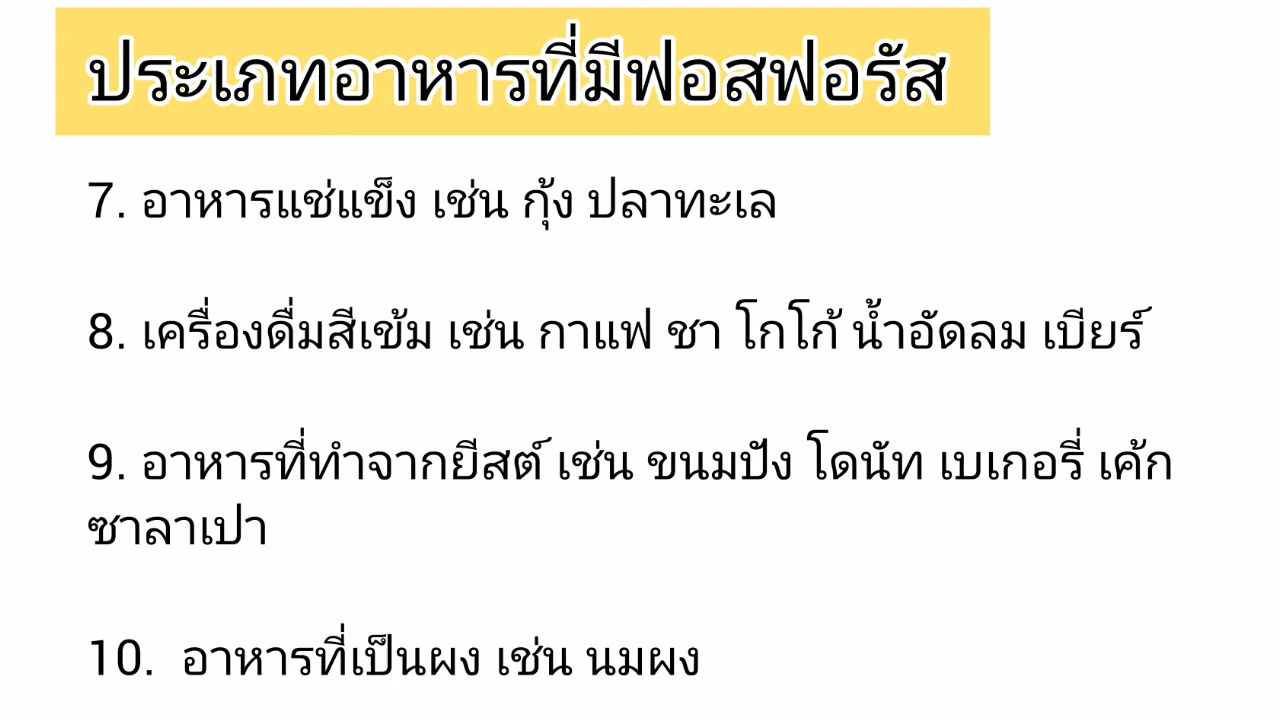 ประเภทอาหารที่มีฟอสฟอรัส
7. อาหารแช่แข็ง เช่น กุ้ง ปลาทะเล
8. เครื่องดื่มสีเข้ม เช่น กาแฟ ชา โกโก้ น้ำอัดลม เบียร์
9. อาหารที่ทำจากยีสต์ เช่น ขนมปัง โดนัท เบเกอรี่ เค้ก
ซาลาเปา
10. อาหารที่เป็นผง เช่น นมผง